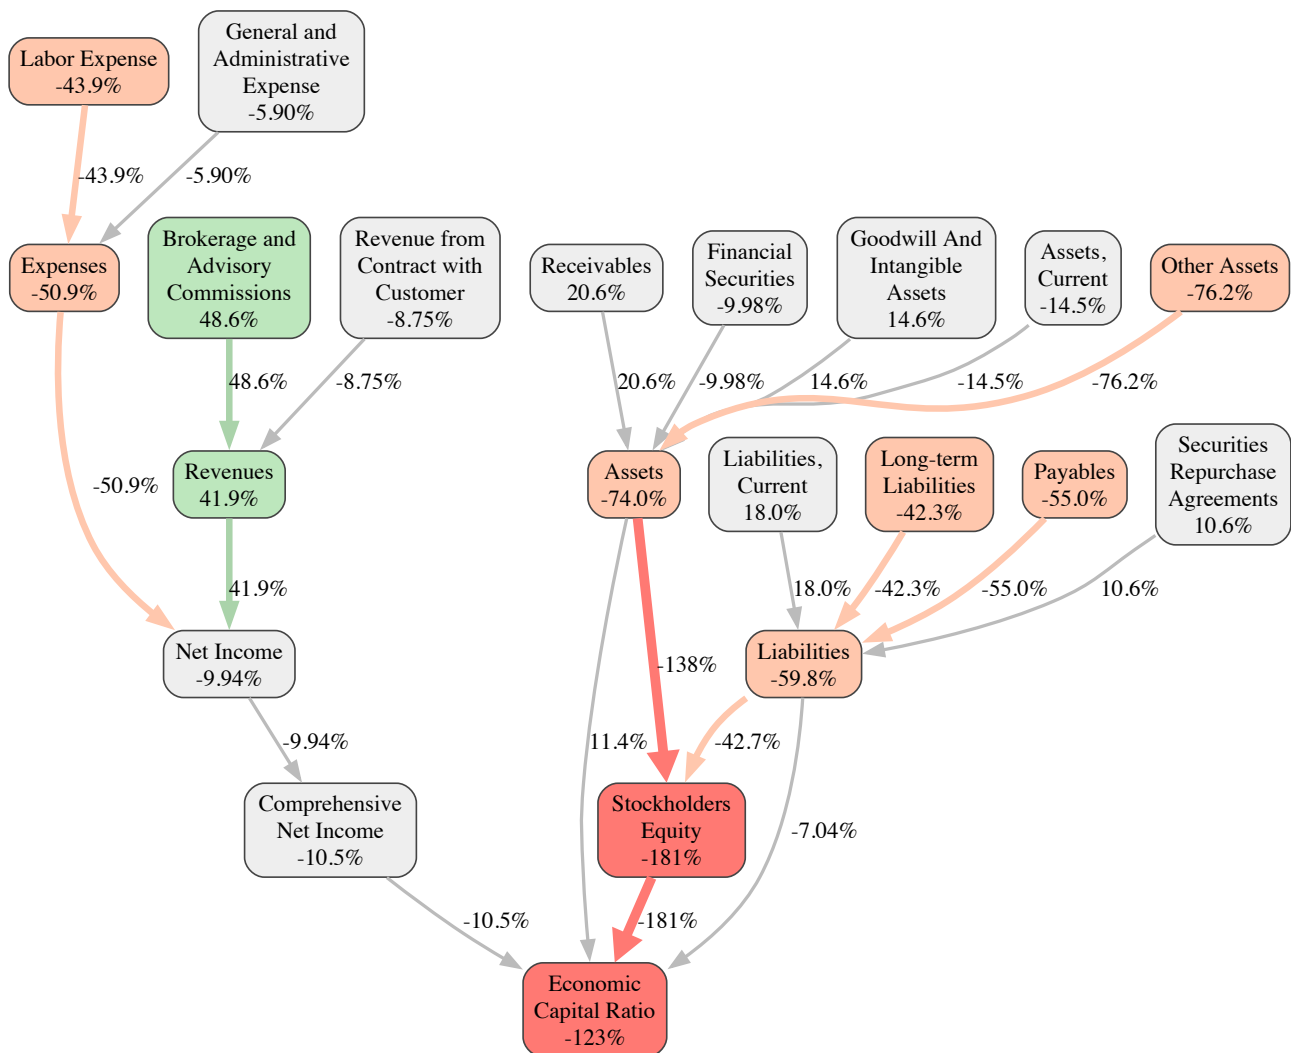 Labor Expense
-43.9%
General and
Administrative
Expense
-5.90%
-43.9%
-5.90%
Expenses
-50.9%
Brokerage and
Advisory
Commissions
48.6%
Revenue from
Contract with
Customer
-8.75%
Receivables
20.6%
Financial
Securities
-9.98%
Goodwill And
Intangible
Assets
14.6%
Assets,
Current
-14.5%
Other Assets
-76.2%
48.6%
-8.75%
20.6%
-9.98%
14.6%
-14.5%
-76.2%
-50.9%
Revenues
41.9%
Assets
-74.0%
Liabilities,
Current
18.0%
Long-term
Liabilities
-42.3%
Payables
-55.0%
Securities
Repurchase
Agreements
10.6%
41.9%
18.0%
-42.3%
-55.0%
10.6%
Net Income
-9.94%
-138%
Liabilities
-59.8%
-9.94%
11.4%
-42.7%
Comprehensive
Net Income
-10.5%
Stockholders
Equity
-181%
-7.04%
-10.5%
-181%
Economic
Capital Ratio
-123%